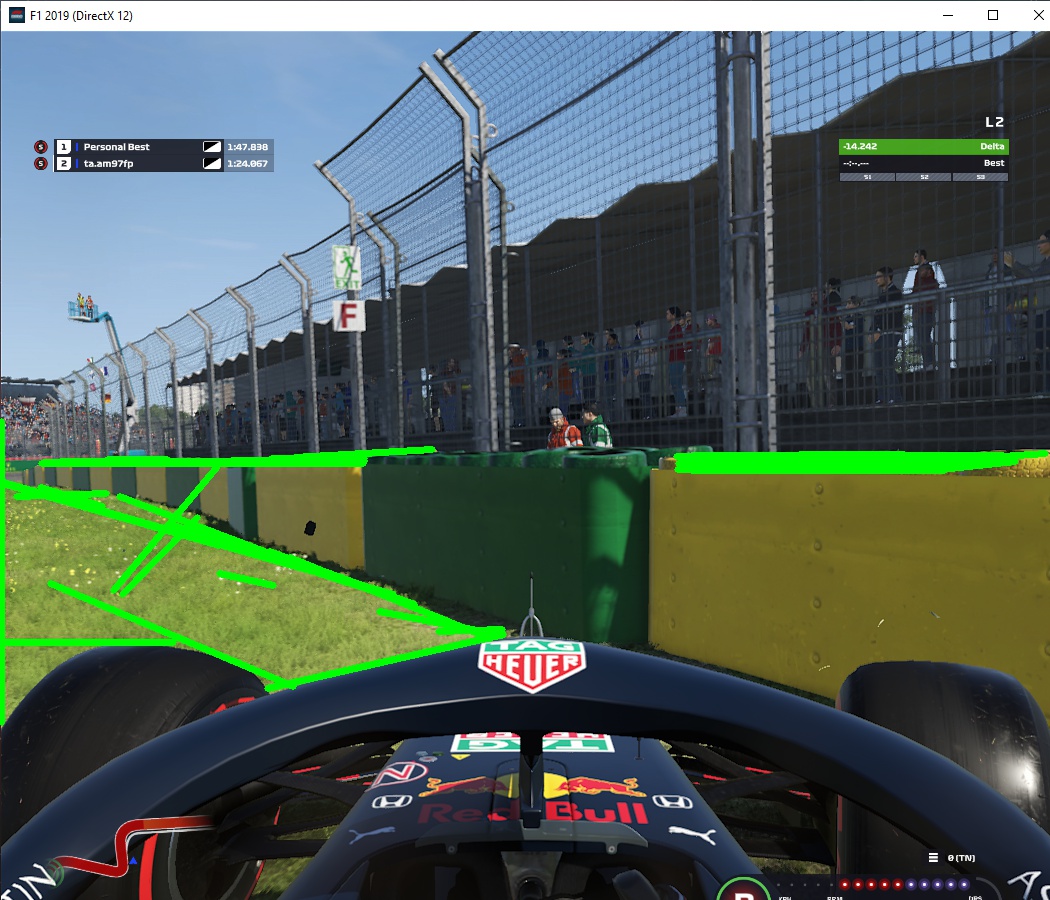 F1 2019 (DirectX 12)
L2
S 1 Personal Best 1:47.838
S 2 ta.am97fp 1:24.067
-14.242 Delta
--:--.--- Best
S1 S2 S3
EXIT
F
TAG
HEUER
TAG
Red Bull
0 (TN)